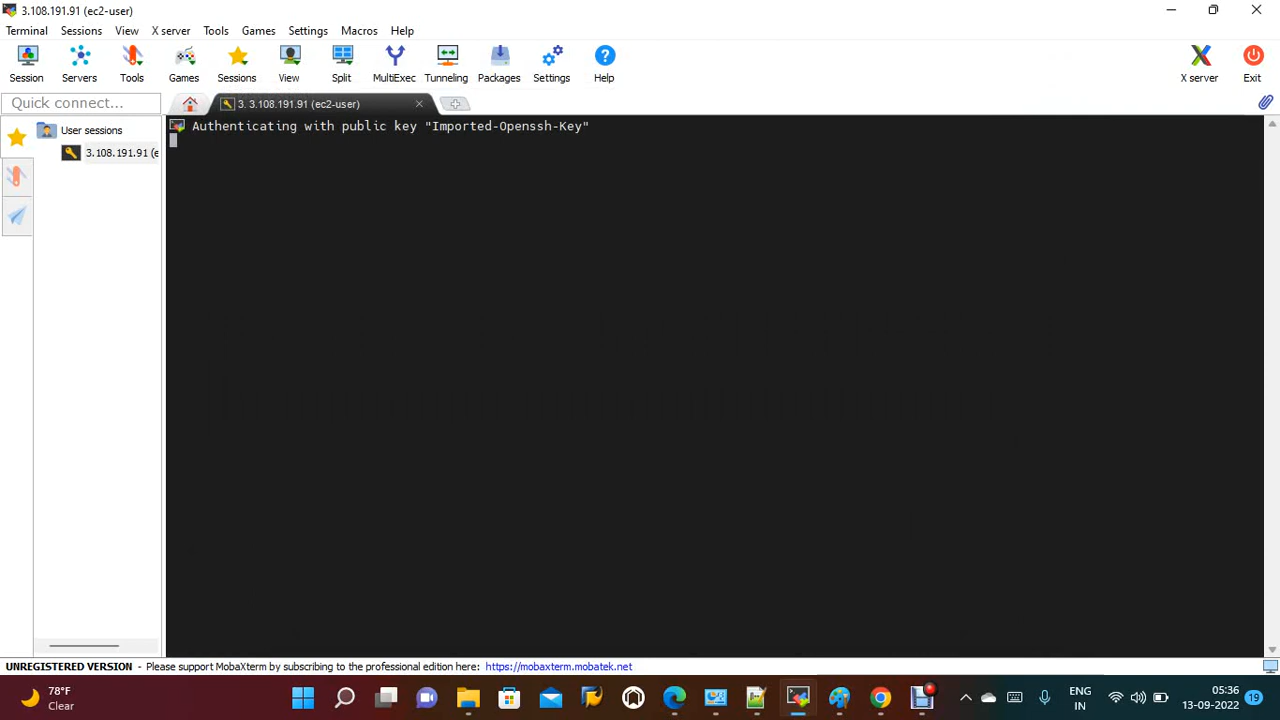 3.108.191.91 (ec2-user)
Terminal Sessions View X server Tools Games Settings Macros Help
Session Servers Tools Games Sessions View Split MultiExec Tunneling Packages Settings Help X server Exit
Quick connect...
3. 3.108.191.91 (ec2-user)
User sessions
3.108.191.91 (e
Authenticating with public key "Imported-Openssh-Key"
UNREGISTERED VERSION - Please support MobaXterm by subscribing to the professional edition here: https://mobaxterm.mobatek.net
78°F
Clear
ENG
IN
05:36
13-09-2022
19